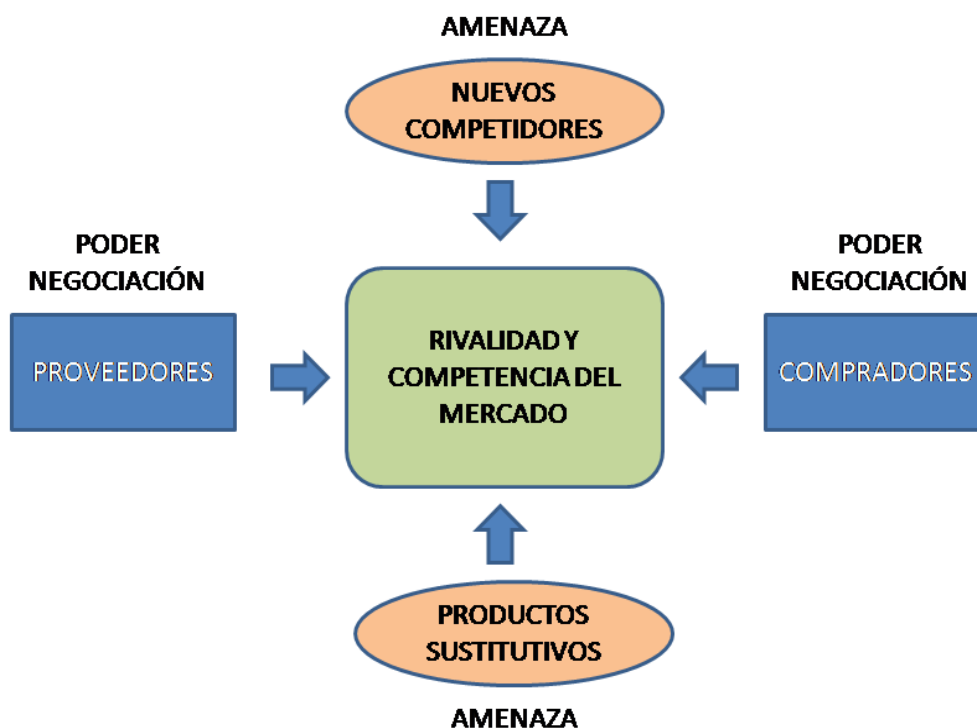 AMENAZA
NUEVOS
COMPETIDORES
PODER
NEGOCIACIÓN
PROVEEDORES
RIVALIDAD Y
COMPETENCIA DEL
MERCADO
PODER
NEGOCIACIÓN
COMPRADORES
PRODUCTOS
SUSTITUTIVOS
AMENAZA